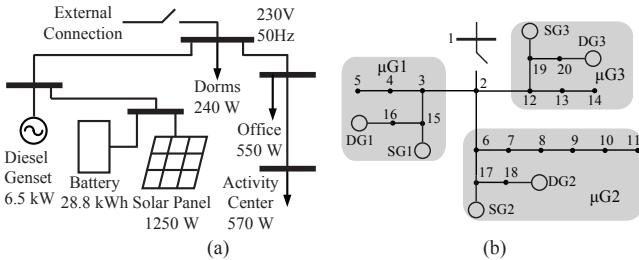 External
Connection
230V
50Hz
Dorms
240 W
Office
550 W
Activity
Center
570 W
Diesel
Genset
6.5 kW
Battery
28.8 kWh
Solar Panel
1250 W
(a)
1
2
μG1
5 4 3
16
15
DG1
SG1
SG3
DG3
19 20
μG3
12 13 14
6 7 8 9 10 11
17 18
DG2
SG2
μG2
(b)